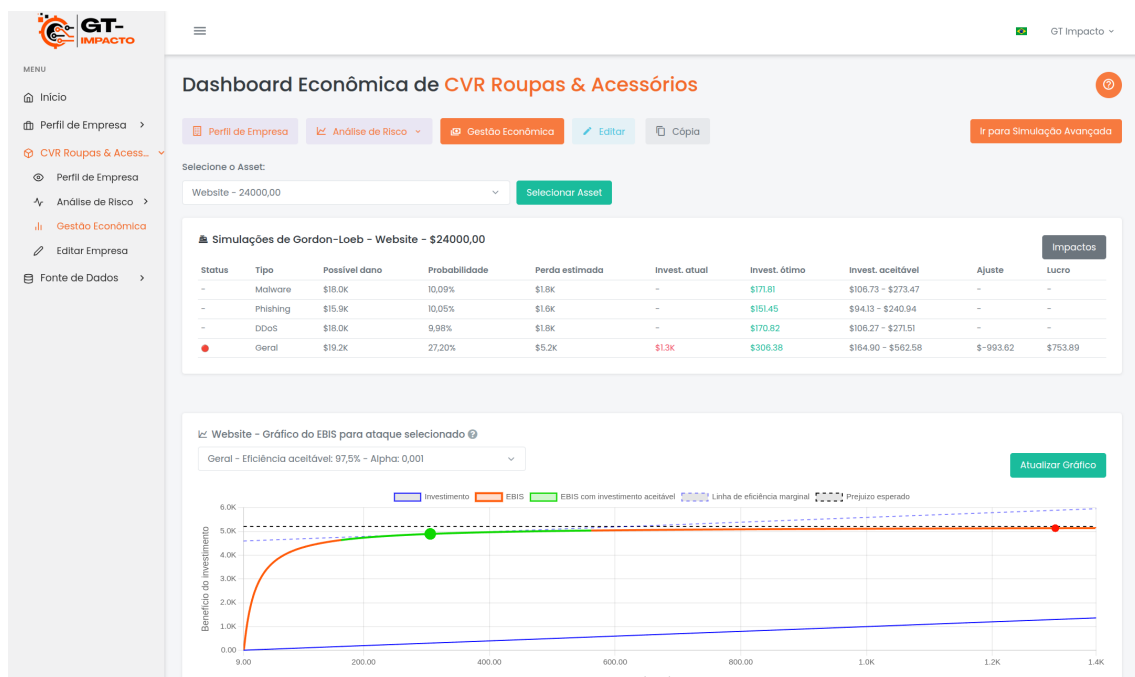 GT-
IMPACTO
GT Impacto
MENU
Início
Perfil de Empresa
CVR Roupas & Acess...
Perfil de Empresa
Análise de Risco
Gestão Econômica
Editar Empresa
Fonte de Dados
Dashboard Econômica de CVR Roupas & Acessórios
Perfil de Empresa Análise de Risco Gestão Econômica Editar Cópia Ir para Simulação Avançada
Selecione o Asset:
Website - 24000,00 Selecionar Asset
Simulações de Gordon-Loeb - Website - $24000,00
Impactos
Status Tipo Possível dano Probabilidade Perda estimada Invest. atual Invest. ótimo Invest. aceitável Ajuste Lucro
- Malware $18.0K 10,09% $1.8K - $171.81 $106.73 - $273.47 - -
- Phishing $15.9K 10,05% $1.6K - $151.45 $94.13 - $240.94 - -
- DDoS $18.0K 9,98% $1.8K - $170.82 $106.27 - $271.51 - -
Geral $19.2K 27,20% $5.2K $1.3K $306.38 $164.90 - $562.58 $-993.62 $753.89
Website - Gráfico do EBIS para ataque selecionado
Geral - Eficiência aceitável: 97,5% - Alpha: 0,001
Atualizar Gráfico
Investimento EBIS EBIS com investimento aceitável Linha de eficiência marginal Prejuizo esperado
Benefício do investimento
6.0K
5.0K
4.0K
3.0K
2.0K
1.0K
0.00
9.00 200.00 400.00 600.00 800.00 1.0K 1.2K 1.4K